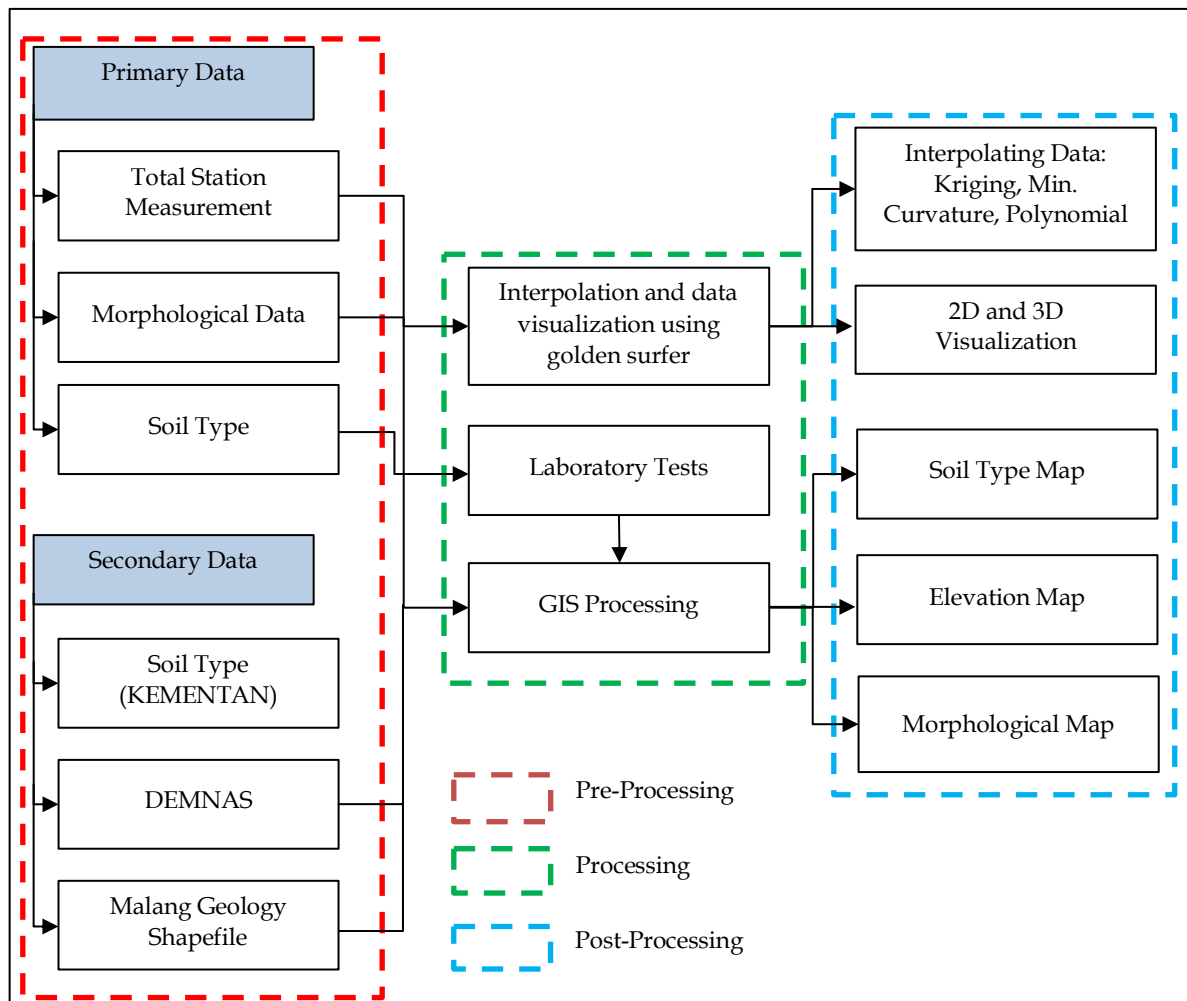 Primary Data
Total Station
Measurement
Morphological Data
Soil Type
Secondary Data
Soil Type
(KEMENTAN)
DEMNAS
Malang Geology
Shapefile
Interpolation and data
visualization using
golden surfer
Laboratory Tests
GIS Processing
Pre-Processing
Processing
Post-Processing
Interpolating Data:
Kriging, Min.
Curvature, Polynomial
2D and 3D
Visualization
Soil Type Map
Elevation Map
Morphological Map